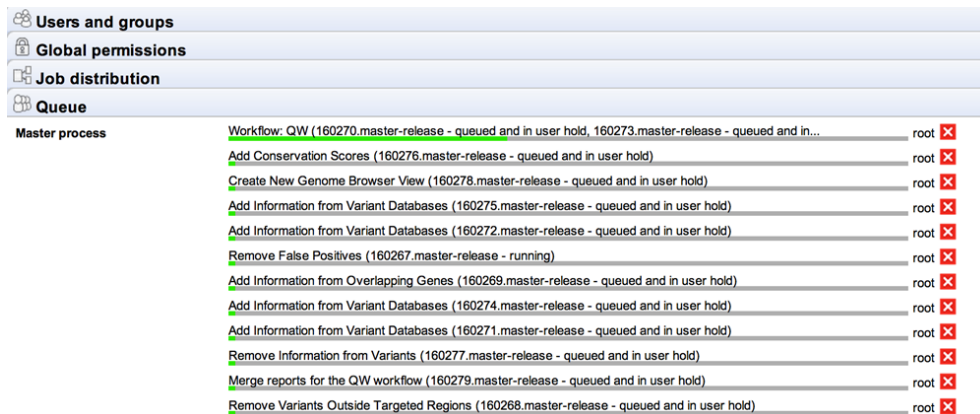 Users and groups
Global permissions
Job distribution
Queue
Master process
Workflow: QW (160270.master-release - queued and in user hold, 160273.master-release - queued and in... root
Add Conservation Scores (160276.master-release - queued and in user hold) root
Create New Genome Browser View (160278.master-release - queued and in user hold) root
Add Information from Variant Databases (160275.master-release - queued and in user hold) root
Add Information from Variant Databases (160272.master-release - queued and in user hold) root
Remove False Positives (160267.master-release - running) root
Add Information from Overlapping Genes (160269.master-release - queued and in user hold) root
Add Information from Variant Databases (160274.master-release - queued and in user hold) root
Add Information from Variant Databases (160271.master-release - queued and in user hold) root
Remove Information from Variants (160277.master-release - queued and in user hold) root
Merge reports for the QW workflow (160279.master-release - queued and in user hold) root
Remove Variants Outside Targeted Regions (160268.master-release - queued and in user hold) root